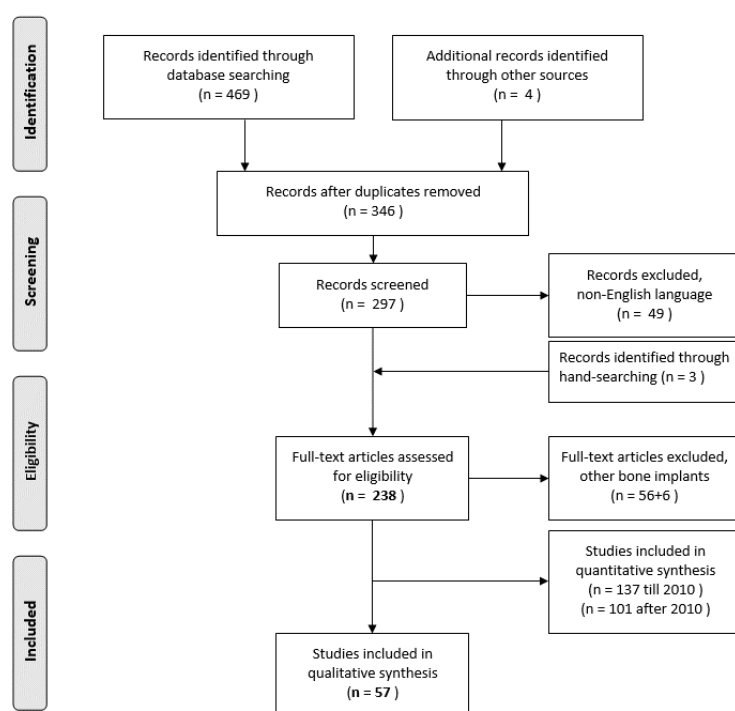 Identification
Records identified through
database searching
(n = 469 )
Additional records identified
through other sources
(n = 4 )
Records after duplicates removed
(n = 346 )
Screening
Records screened
(n = 297 )
Records excluded,
non-English language
(n = 49 )
Records identified through
hand-searching (n = 3 )
Eligibility
Full-text articles assessed
for eligibility
(n = 238 )
Full-text articles excluded,
other bone implants
(n = 56+6 )
Included
Studies included in
quantitative synthesis
(n = 137 till 2010 )
(n = 101 after 2010 )
Studies included in
qualitative synthesis
(n = 57 )